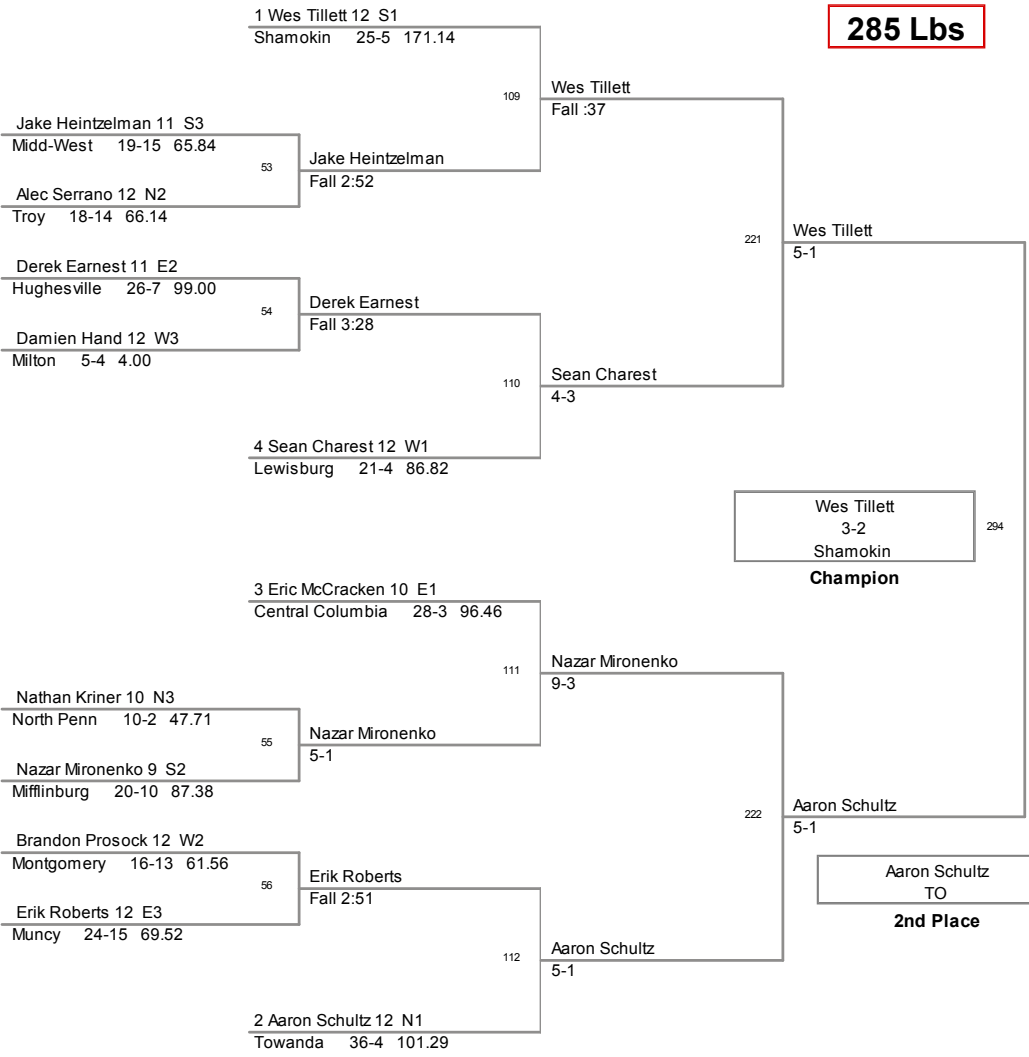 1 Wes Tillett 12 S1
285 Lbs
Shamokin 25-5 171.14
109
Wes Tillett
Fall :37
Jake Heintzelman 11 S3
Midd-West 19-15 65.84
53
Jake Heintzelman
Fall 2:52
Alec Serrano 12 N2
Troy 18-14 66.14
221
Wes Tillett
5-1
Derek Earnest 11 E2
Hughesville 26-7 99.00
54
Derek Earnest
Fall 3:28
Damien Hand 12 W3
Milton 5-4 4.00
110
Sean Charest
4-3
4 Sean Charest 12 W1
Lewisburg 21-4 86.82
Wes Tillett
3-2
Shamokin
294
Champion
3 Eric McCracken 10 E1
Central Columbia 28-3 96.46
111
Nazar Mironenko
9-3
Nathan Kriner 10 N3
North Penn 10-2 47.71
55
Nazar Mironenko
5-1
Nazar Mironenko 9 S2
Mifflinburg 20-10 87.38
222
Aaron Schultz
5-1
Brandon Prosock 12 W2
Montgomery 16-13 61.56
56
Erik Roberts
Fall 2:51
Erik Roberts 12 E3
Muncy 24-15 69.52
Aaron Schultz
TO
2nd Place
112
Aaron Schultz
5-1
2 Aaron Schultz 12 N1
Towanda 36-4 101.29